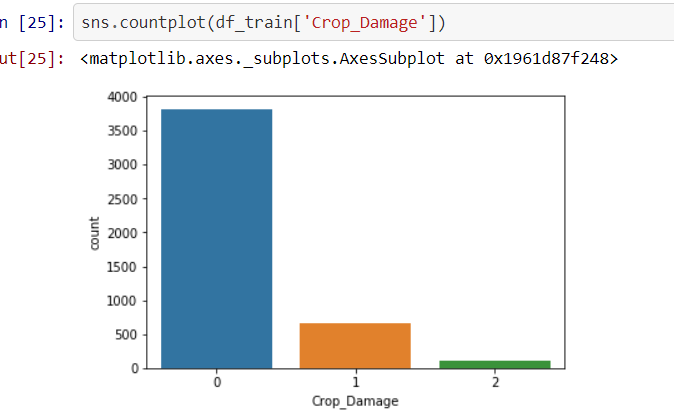 n [25]: sns.countplot(df_train['Crop_Damage'])
ut[25]: <matplotlib.axes._subplots.AxesSubplot at 0x1961d87f248>
4000
3500
3000
2500
2000
1500
1000
500
0
count
0 1 2
Crop_Damage